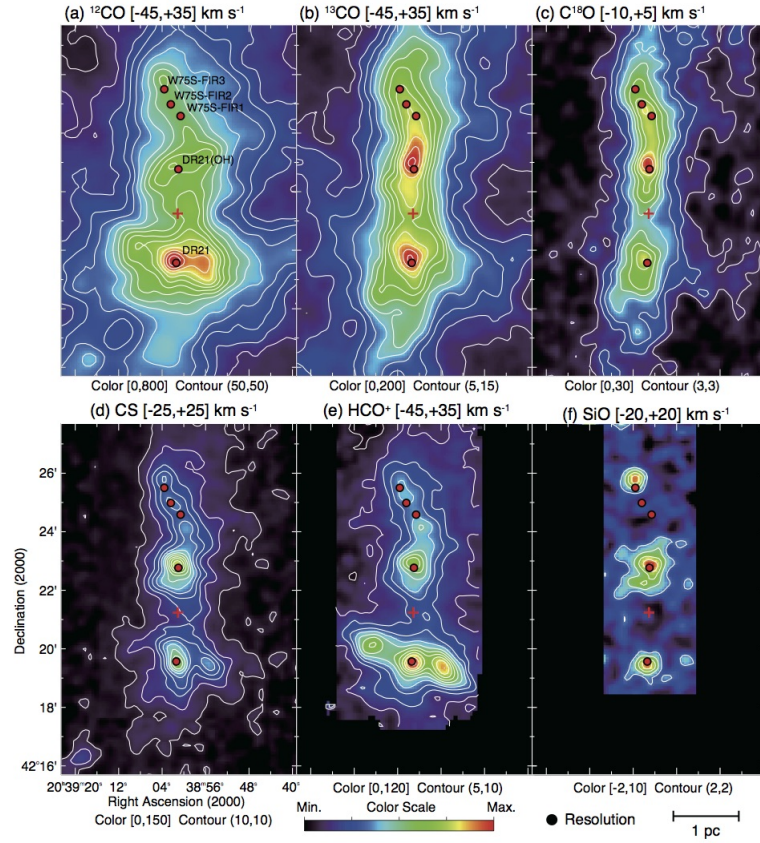 (a) ¹²CO [-45,+35] km s⁻¹
(b) ¹³CO [-45,+35] km s⁻¹
(c) C¹⁸O [-10,+5] km s⁻¹
W75S-FIR3
W75S-FIR2
W75S-FIR1
DR21(OH)
DR21
Color [0,800] Contour (50,50)
Color [0,200] Contour (5,15)
Color [0,30] Contour (3,3)
(d) CS [-25,+25] km s⁻¹
(e) HCO⁺ [-45,+35] km s⁻¹
(f) SiO [-20,+20] km s⁻¹
26'
24'
22'
20'
18'
42°16'
Declination (2000)
20ʰ39ᵐ20ˢ 12ˢ 04ˢ 38ᵐ56ˢ 48ˢ 40ˢ
Right Ascension (2000)
Color [0,150] Contour (10,10)
Color [0,120] Contour (5,10)
Min. Color Scale Max.
Color [-2,10] Contour (2,2)
Resolution
1 pc